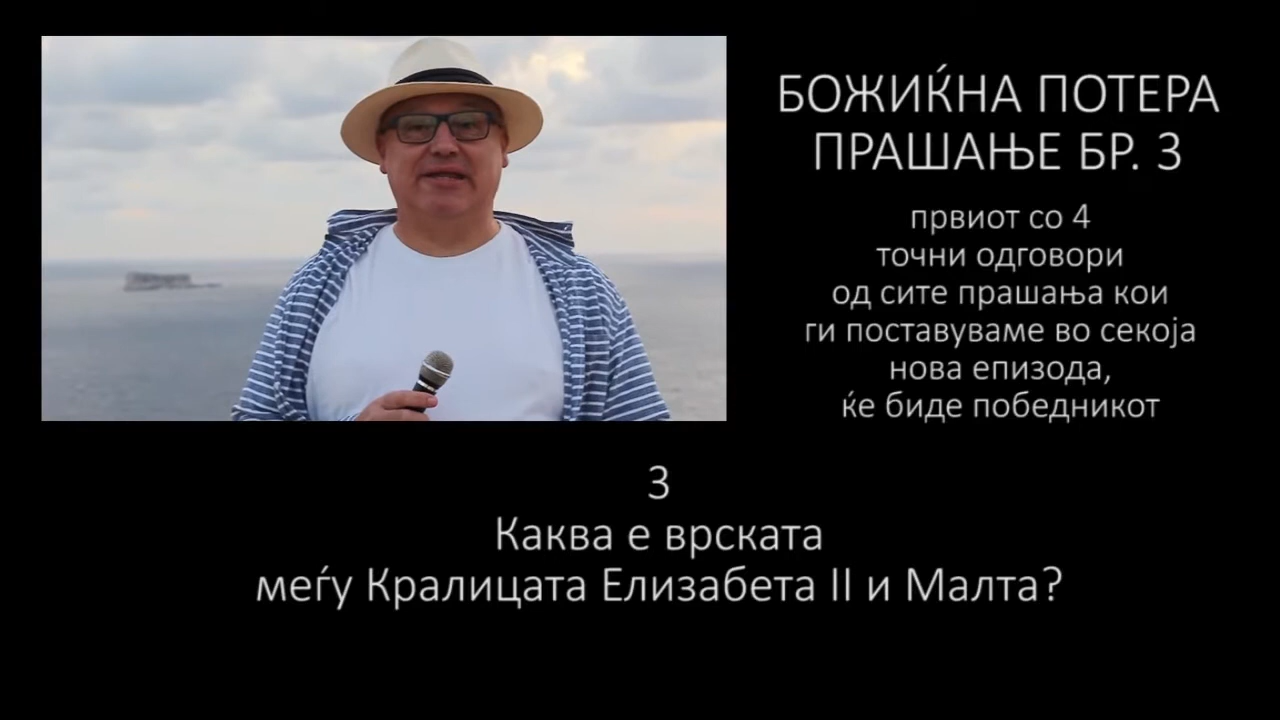 БОЖИЌНА ПОТЕРА
ПРАШАЊЕ БР. 3
првиот со 4
точни одговори
од сите прашања кои
ги поставуваме во секоја
нова епизода,
ќе биде победникот
3
Каква е врската
меѓу Кралицата Елизабета II и Малта?